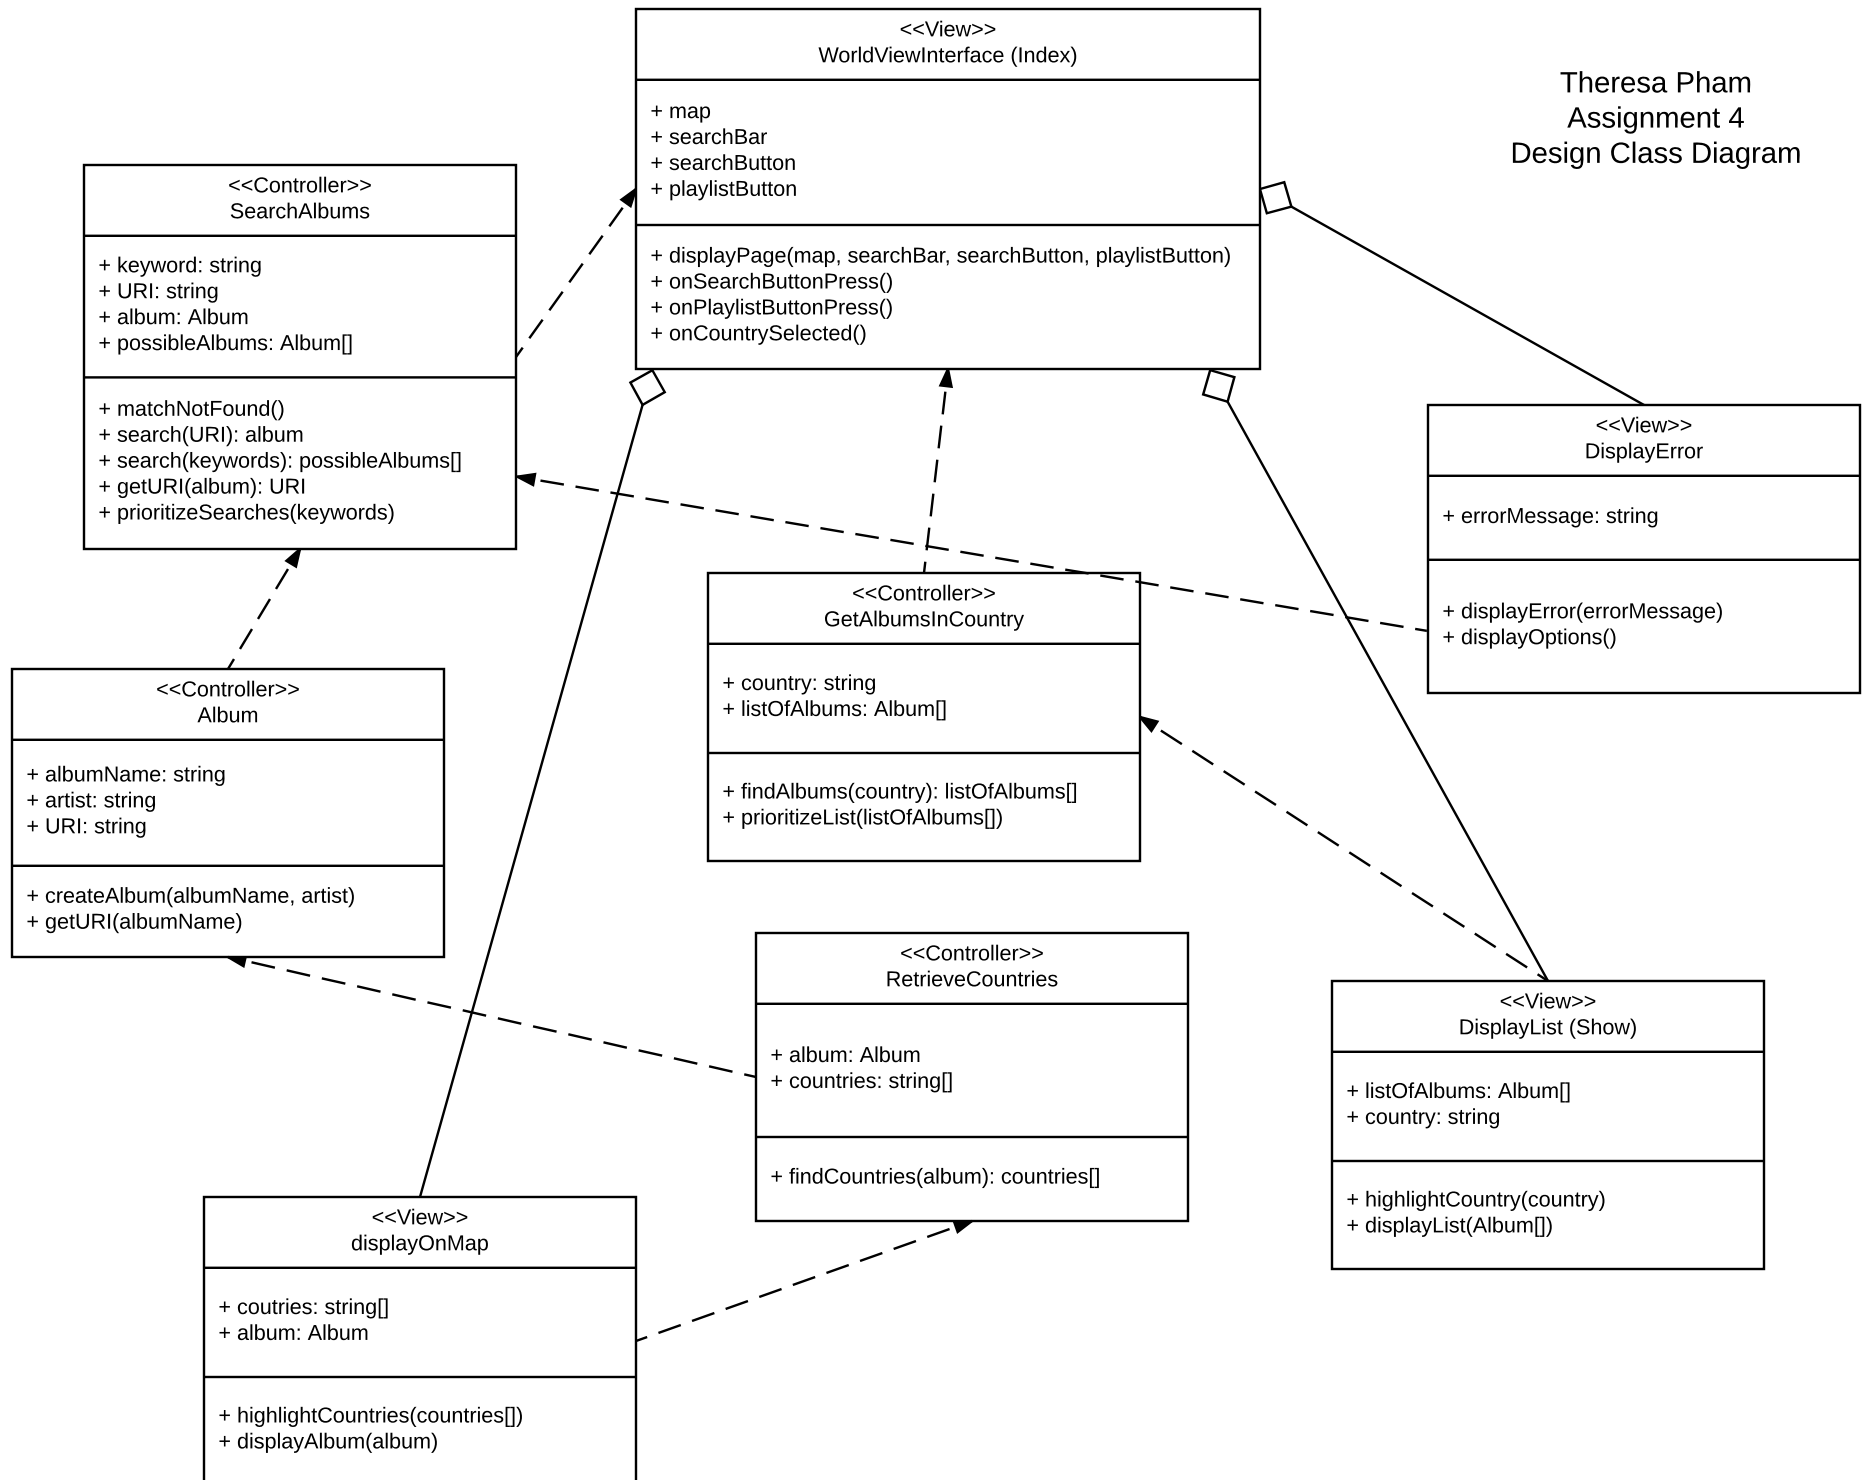 <<View>>
WorldViewInterface (Index)
+ map
+ searchBar
+ searchButton
+ playlistButton
+ displayPage(map, searchBar, searchButton, playlistButton)
+ onSearchButtonPress()
+ onPlaylistButtonPress()
+ onCountrySelected()
Theresa Pham
Assignment 4
Design Class Diagram
<<Controller>>
SearchAlbums
+ keyword: string
+ URI: string
+ album: Album
+ possibleAlbums: Album[]
+ matchNotFound()
+ search(URI): album
+ search(keywords): possibleAlbums[]
+ getURI(album): URI
+ prioritizeSearches(keywords)
<<View>>
DisplayError
+ errorMessage: string
+ displayError(errorMessage)
+ displayOptions()
<<Controller>>
GetAlbumsInCountry
+ country: string
+ listOfAlbums: Album[]
+ findAlbums(country): listOfAlbums[]
+ prioritizeList(listOfAlbums[])
<<Controller>>
Album
+ albumName: string
+ artist: string
+ URI: string
+ createAlbum(albumName, artist)
+ getURI(albumName)
<<Controller>>
RetrieveCountries
+ album: Album
+ countries: string[]
+ findCountries(album): countries[]
<<View>>
DisplayList (Show)
+ listOfAlbums: Album[]
+ country: string
+ highlightCountry(country)
+ displayList(Album[])
<<View>>
displayOnMap
+ coutries: string[]
+ album: Album
+ highlightCountries(countries[])
+ displayAlbum(album)